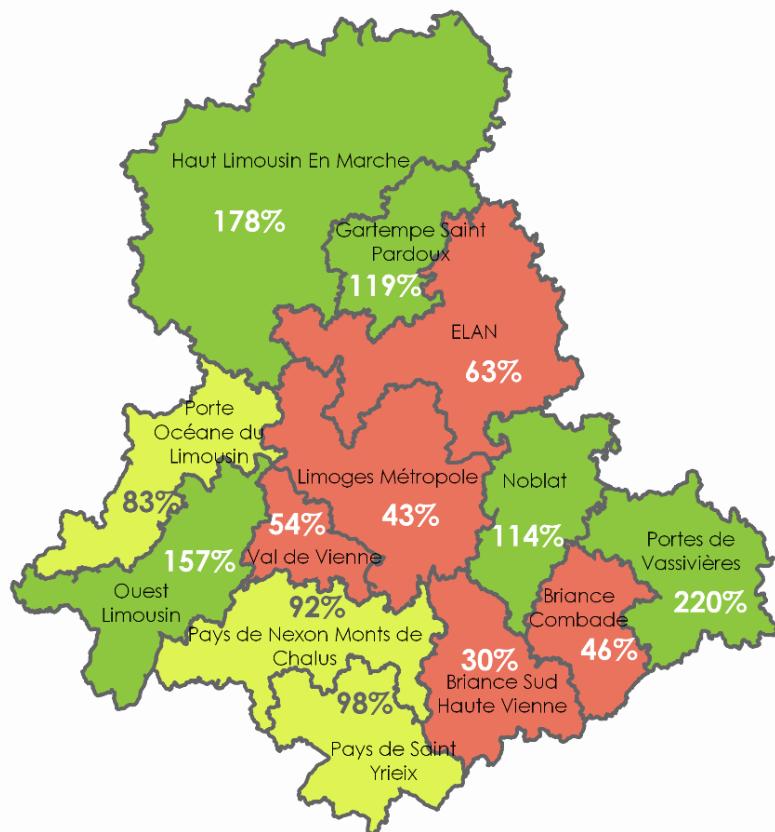 Haut Limousin En Marche
178%
Gartempe Saint
Pardoux
119%
ELAN
63%
Porte
Océane du
Limousin
83%
Limoges Métropole
43%
Noblat
114%
54%
Val de Vienne
157%
Ouest
Limousin
Portes de
Vassivières
220%
Briance
Combade
46%
92%
Pays de Nexon Monts de
Chalus
30%
Briance Sud
Haute Vienne
98%
Pays de Saint
Yrieix